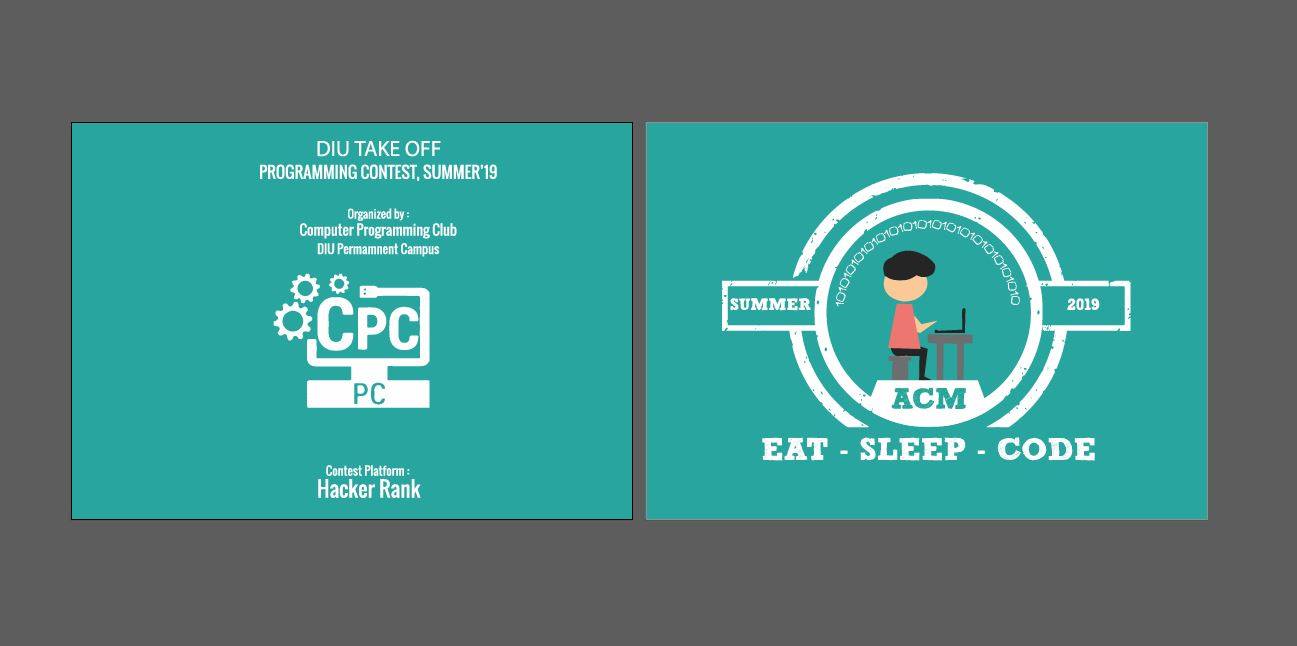 DIU TAKE OFF
PROGRAMMING CONTEST, SUMMER'19
Organized by :
Computer Programming Club
DIU Permamnent Campus
CPC
PC
Contest Platform :
Hacker Rank
1010101010101010101010101010101010
SUMMER
2019
ACM
EAT - SLEEP - CODE